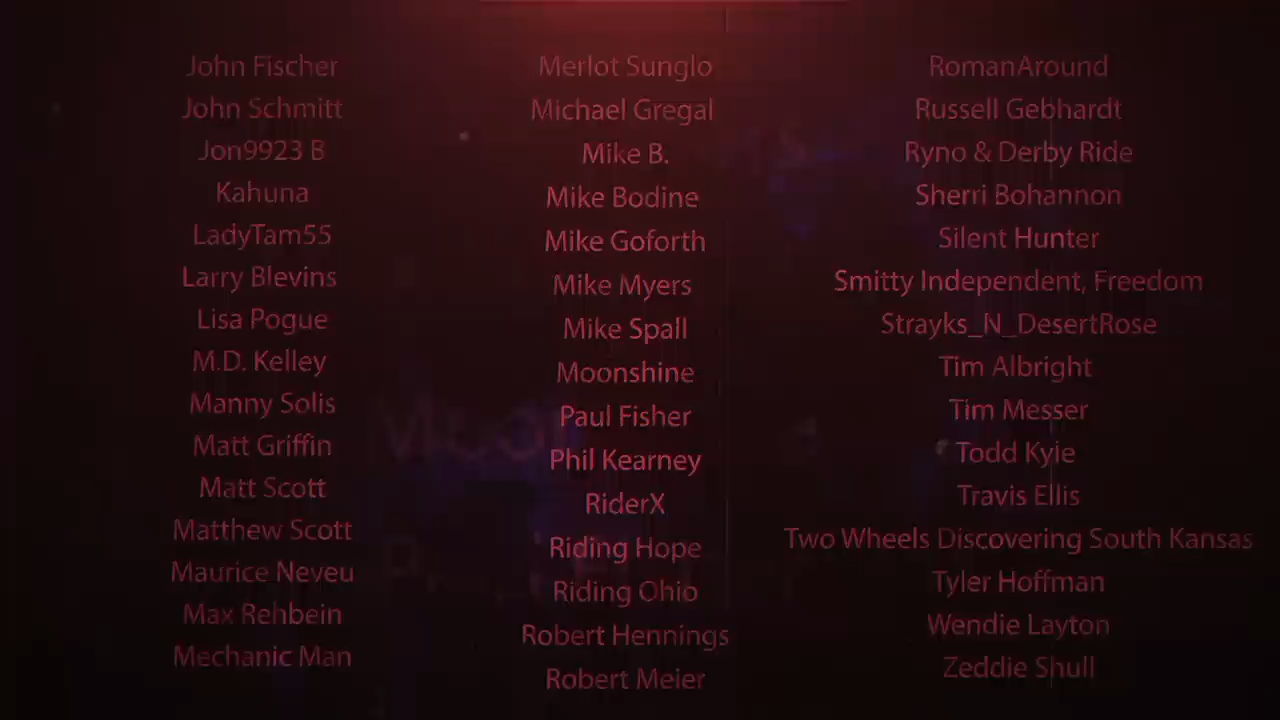 John Fischer
John Schmitt
Jon9923 B
Kahuna
LadyTam55
Larry Blevins
Lisa Pogue
M.D. Kelley
Manny Solis
Matt Griffin
Matt Scott
Matthew Scott
Maurice Neveu
Max Rehbein
Mechanic Man
Merlot Sunglo
Michael Gregal
Mike B.
Mike Bodine
Mike Goforth
Mike Myers
Mike Spall
Moonshine
Paul Fisher
Phil Kearney
RiderX
Riding Hope
Riding Ohio
Robert Hennings
Robert Meier
RomanAround
Russell Gebhardt
Ryno & Derby Ride
Sherri Bohannon
Silent Hunter
Smitty Independent, Freedom
Strayks_N_DesertRose
Tim Albright
Tim Messer
Todd Kyle
Travis Ellis
Two Wheels Discovering South Kansas
Tyler Hoffman
Wendie Layton
Zeddie Shull